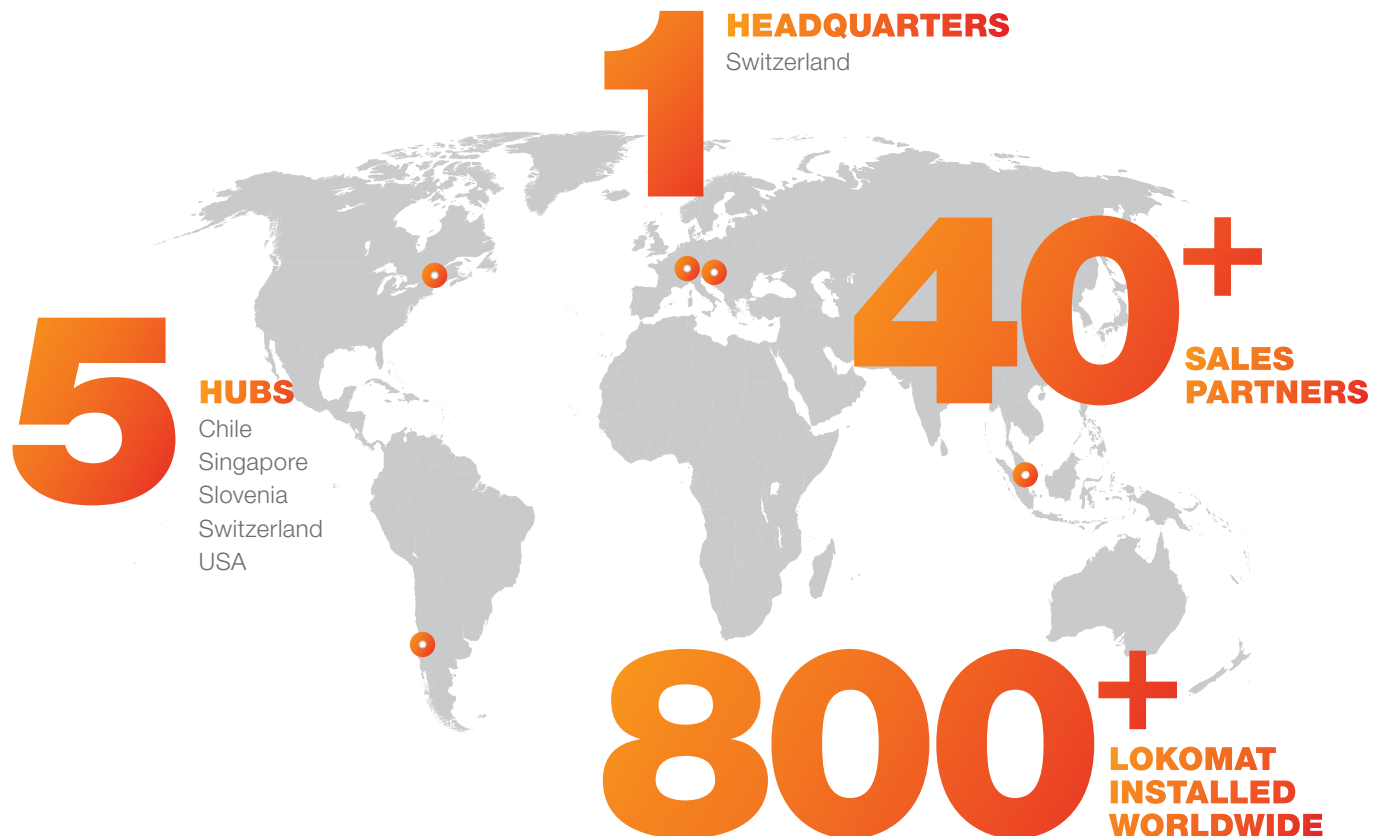 1
HEADQUARTERS
Switzerland
40+
SALES
PARTNERS
5
HUBS
Chile
Singapore
Slovenia
Switzerland
USA
800+
LOKOMAT
INSTALLED
WORLDWIDE